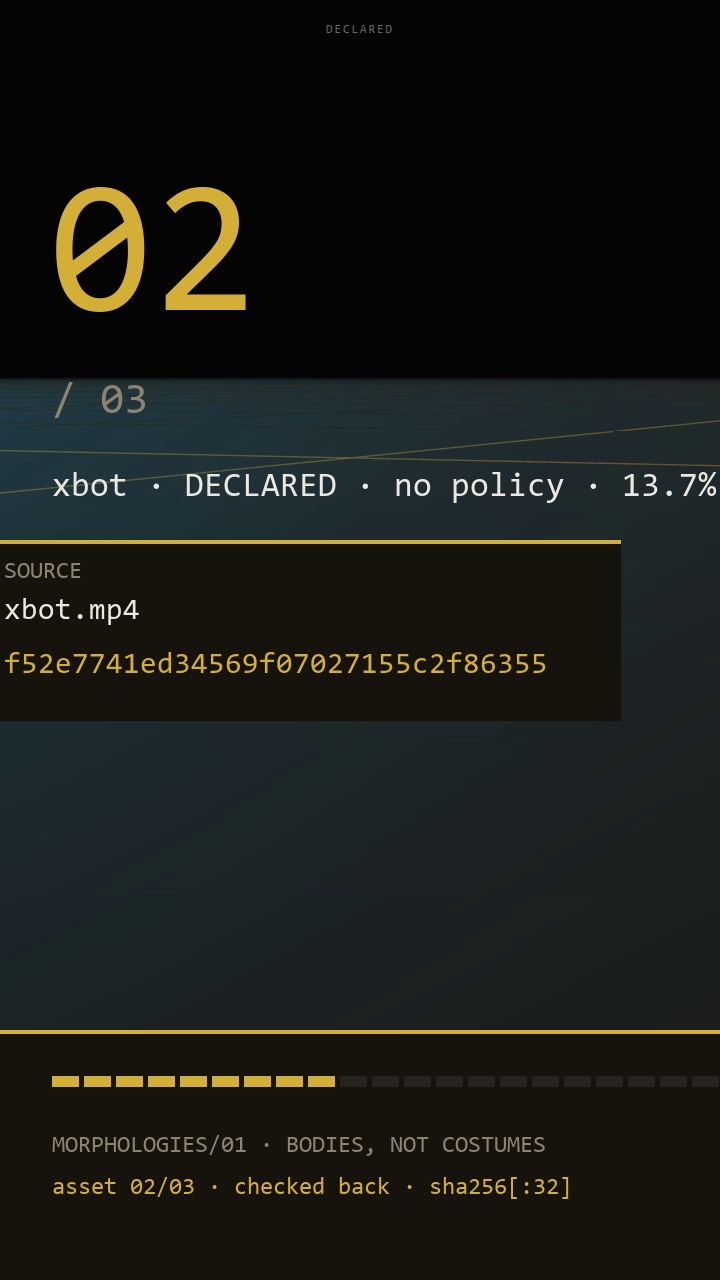 DECLARED
02
/ 03
xbot · DECLARED · no policy · 13.7%
SOURCE
xbot.mp4
f52e7741ed34569f07027155c2f86355
MORPHOLOGIES/01 · BODIES, NOT COSTUMES
asset 02/03 · checked back · sha256[:32]